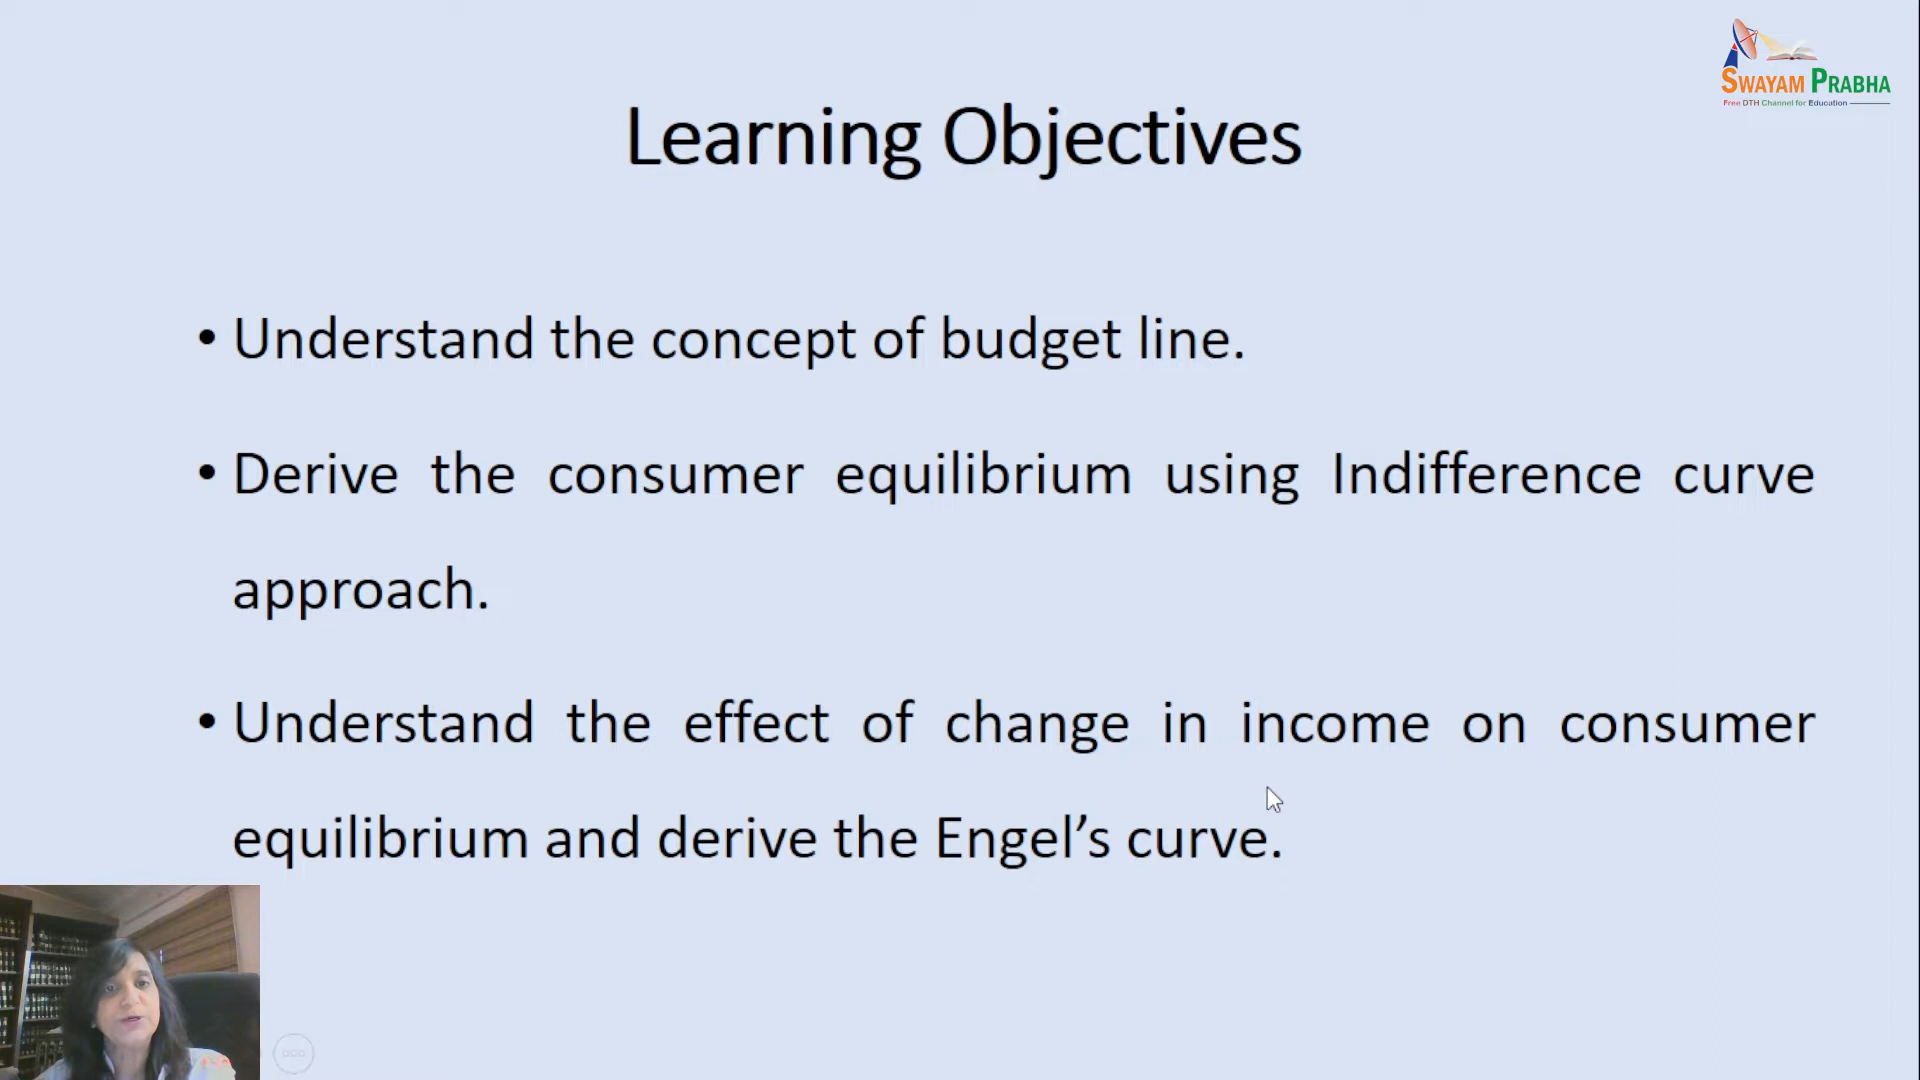 SWAYAM PRABHA
Free DTH Channel for Education
Learning Objectives
• Understand the concept of budget line.
• Derive the consumer equilibrium using Indifference curve
approach.
• Understand the effect of change in income on consumer
equilibrium and derive the Engel’s curve.